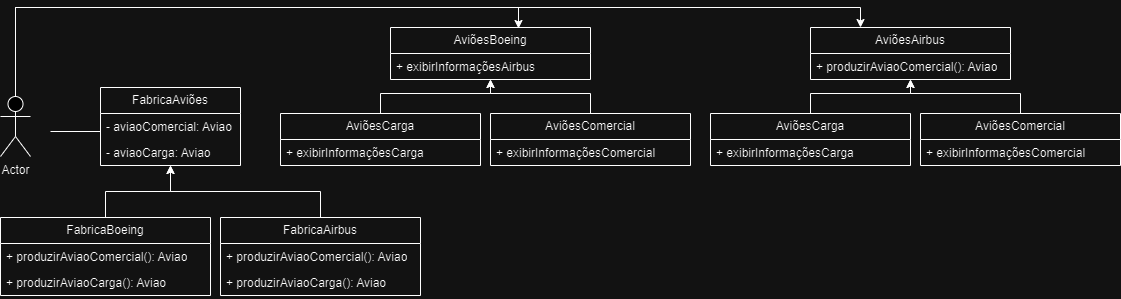 AviõesBoeing
+ exibirInformaçõesAirbus
AviõesAirbus
+ produzirAviaoComercial(): Aviao
FabricaAviões
- aviaoComercial: Aviao
- aviaoCarga: Aviao
AviõesCarga
+ exibirInformaçõesCarga
AviõesComercial
+ exibirInformaçõesComercial
AviõesCarga
+ exibirInformaçõesCarga
AviõesComercial
+ exibirInformaçõesComercial
Actor
FabricaBoeing
+ produzirAviaoComercial(): Aviao
+ produzirAviaoCarga(): Aviao
FabricaAirbus
+ produzirAviaoComercial(): Aviao
+ produzirAviaoCarga(): Aviao